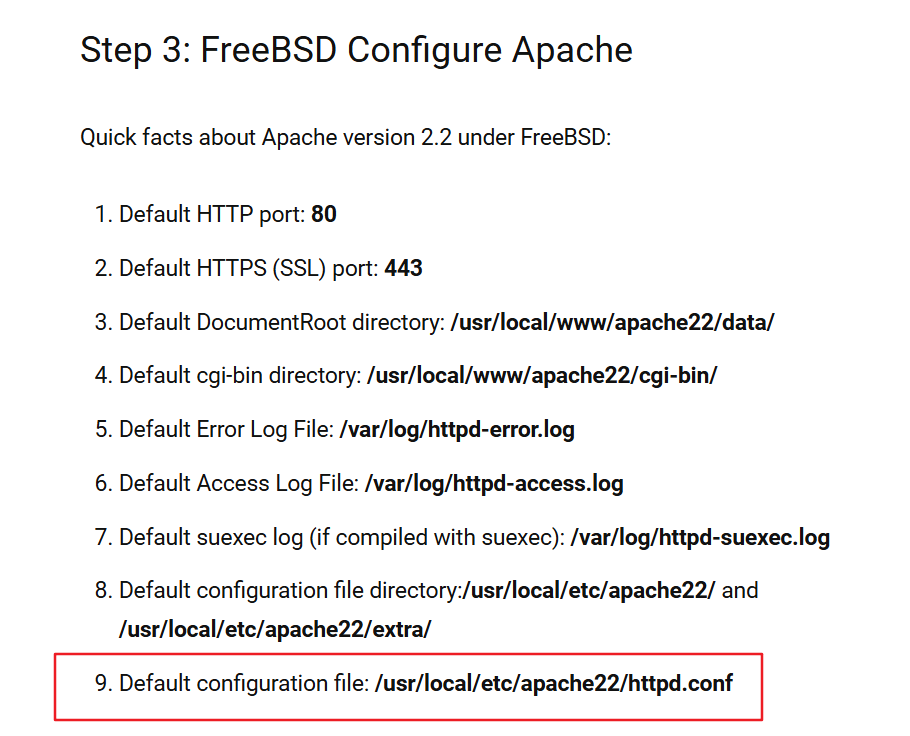 Step 3: FreeBSD Configure Apache
Quick facts about Apache version 2.2 under FreeBSD:
1. Default HTTP port: 80
2. Default HTTPS (SSL) port: 443
3. Default DocumentRoot directory: /usr/local/www/apache22/data/
4. Default cgi-bin directory: /usr/local/www/apache22/cgi-bin/
5. Default Error Log File: /var/log/httpd-error.log
6. Default Access Log File: /var/log/httpd-access.log
7. Default suexec log (if compiled with suexec): /var/log/httpd-suexec.log
8. Default configuration file directory:/usr/local/etc/apache22/ and
/usr/local/etc/apache22/extra/
9. Default configuration file: /usr/local/etc/apache22/httpd.conf